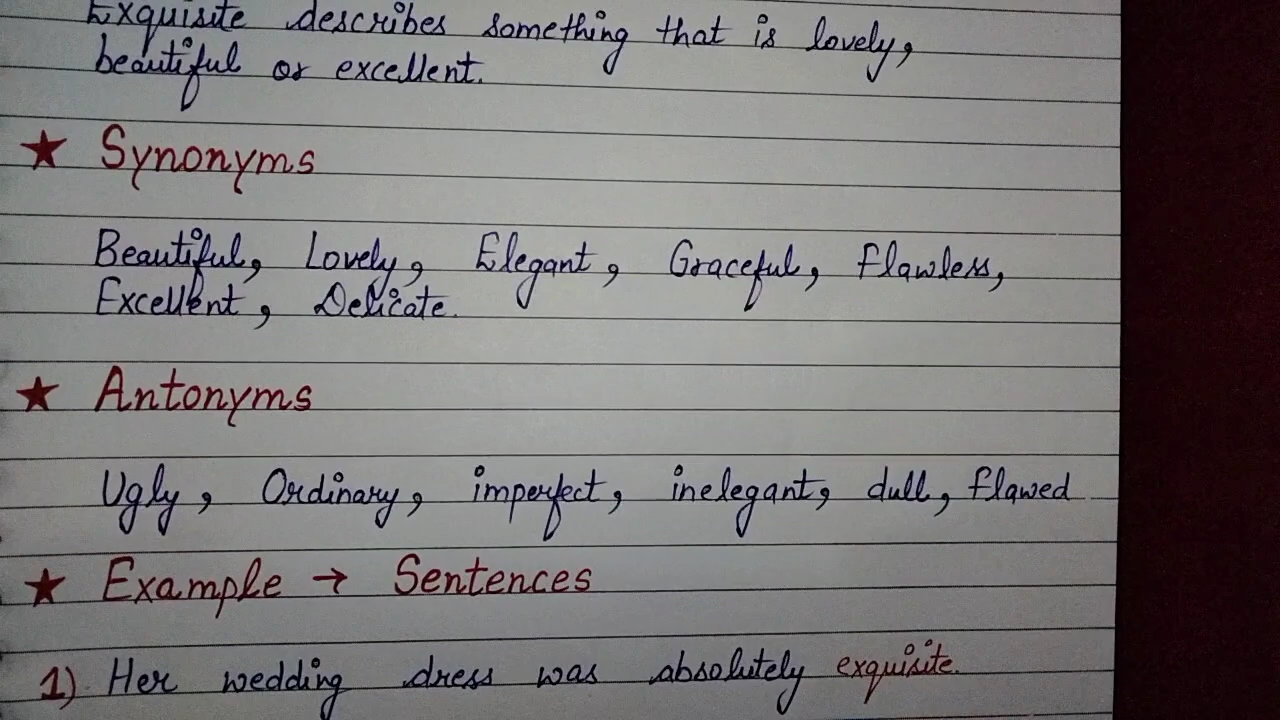 Exquisite describes something that is lovely,
beautiful or excellent.
★ Synonyms
Beautiful, Lovely, Elegant, Graceful, flawless,
Excellent, Delicate.
★ Antonyms
Ugly, Ordinary, imperfect, inelegant, dull, flawed
★ Example → Sentences
1) Her wedding dress was absolutely exquisite.